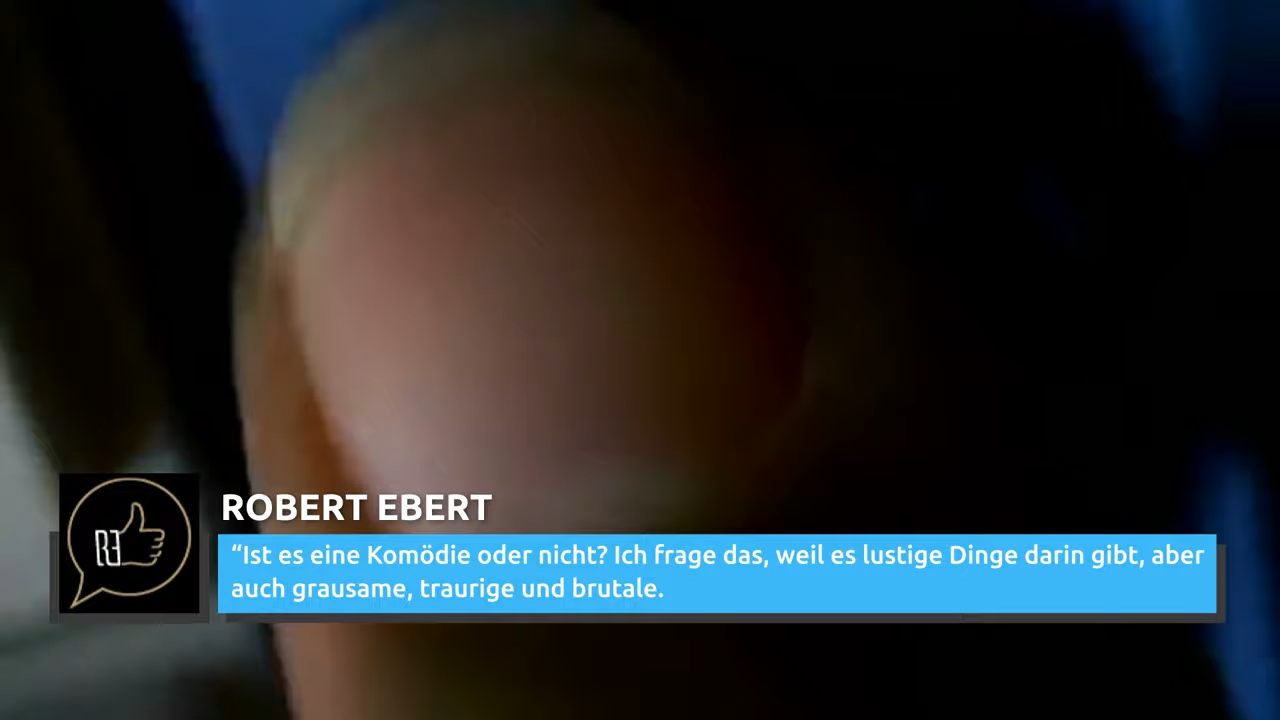 ROBERT EBERT
“Ist es eine Komödie oder nicht? Ich frage das, weil es lustige Dinge darin gibt, aber
auch grausame, traurige und brutale.
RE